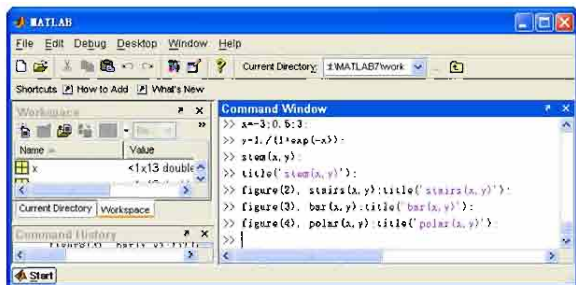 MATLAB
File Edit Debug Desktop Window Help
Current Directory: I:\MATLAB7\work
Shortcuts How to Add What's New
Workspace
Name Value
x <1x13 double
Current Directory Workspace
Command History
Command Window
>> x=-3:0.5:3;
>> y=1./(1+exp(-x));
>> stem(x,y);
>> title('stem(x,y)');
>> figure(2), stairs(x,y);title('stairs(x,y)');
>> figure(3), bar(x,y);title('bar(x,y)');
>> figure(4), polar(x,y);title('polar(x,y)');
>>
Start